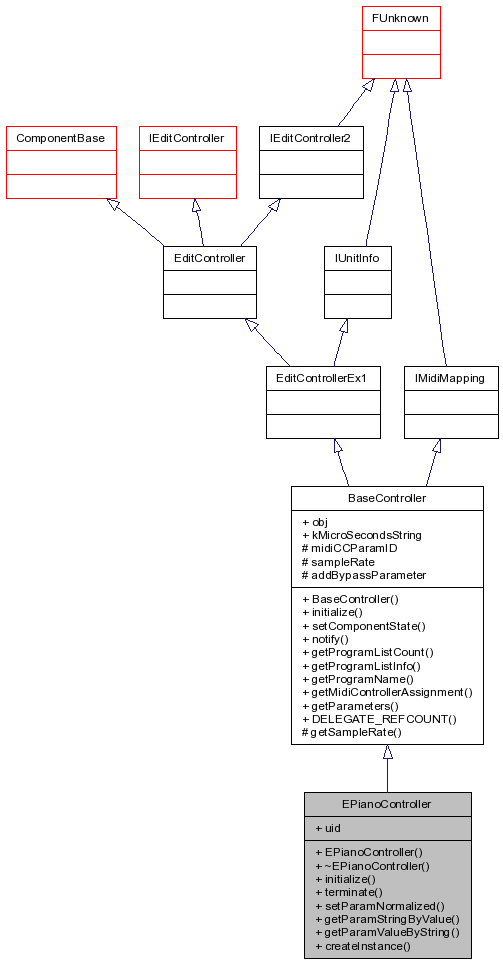 FUnknown
ComponentBase
IEditController
IEditController2
EditController
IUnitInfo
EditControllerEx1
IMidiMapping
BaseController
+ obj
+ kMicroSecondsString
# midiCCParamID
# sampleRate
# addBypassParameter
+ BaseController()
+ initialize()
+ setComponentState()
+ notify()
+ getProgramListCount()
+ getProgramListInfo()
+ getProgramName()
+ getMidiControllerAssignment()
+ getParameters()
+ DELEGATE_REFCOUNT()
# getSampleRate()
EPianoController
+ uid
+ EPianoController()
+ ~EPianoController()
+ initialize()
+ terminate()
+ setParamNormalized()
+ getParamStringByValue()
+ getParamValueByString()
+ createInstance()